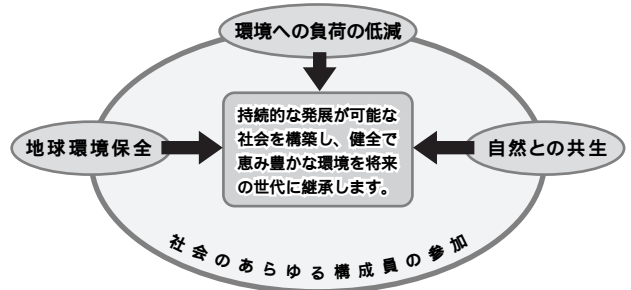 環境への負荷の低減
持続的な発展が可能な
社会を構築し、健全で
恵み豊かな環境を将来
の世代に継承します。
地球環境保全
自然との共生
社会のあらゆる構成員の参加